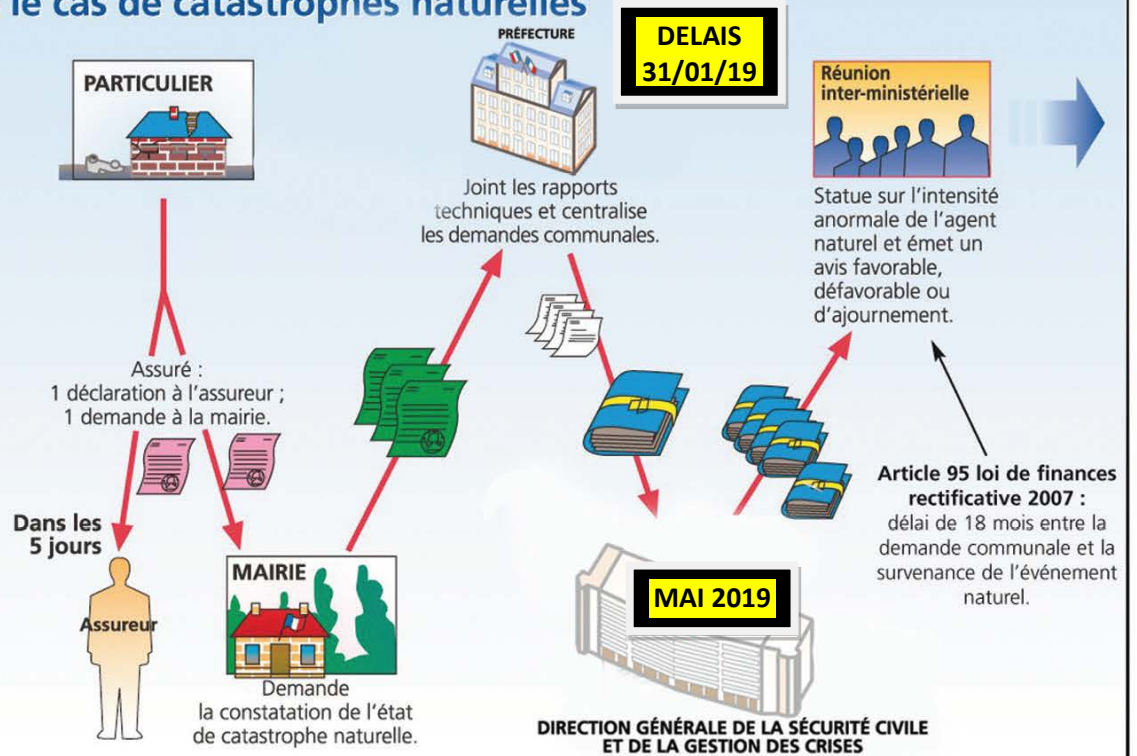 le cas de catastrophes naturelles
PARTICULIER
PRÉFECTURE
DELAIS
31/01/19
Réunion
inter-ministérielle
Joint les rapports
techniques et centralise
les demandes communales.
Statue sur l'intensité
anormale de l'agent
naturel et émet un
avis favorable,
défavorable ou
d'ajournement.
Assuré :
1 déclaration à l'assureur ;
1 demande à la mairie.
Article 95 loi de finances
rectificative 2007 :
délai de 18 mois entre la
demande communale et la
survenance de l'événement
naturel.
Dans les
5 jours
Assureur
MAIRIE
Demande
la constatation de l'état
de catastrophe naturelle.
MAI 2019
DIRECTION GÉNÉRALE DE LA SÉCURITÉ CIVILE
ET DE LA GESTION DES CRISES